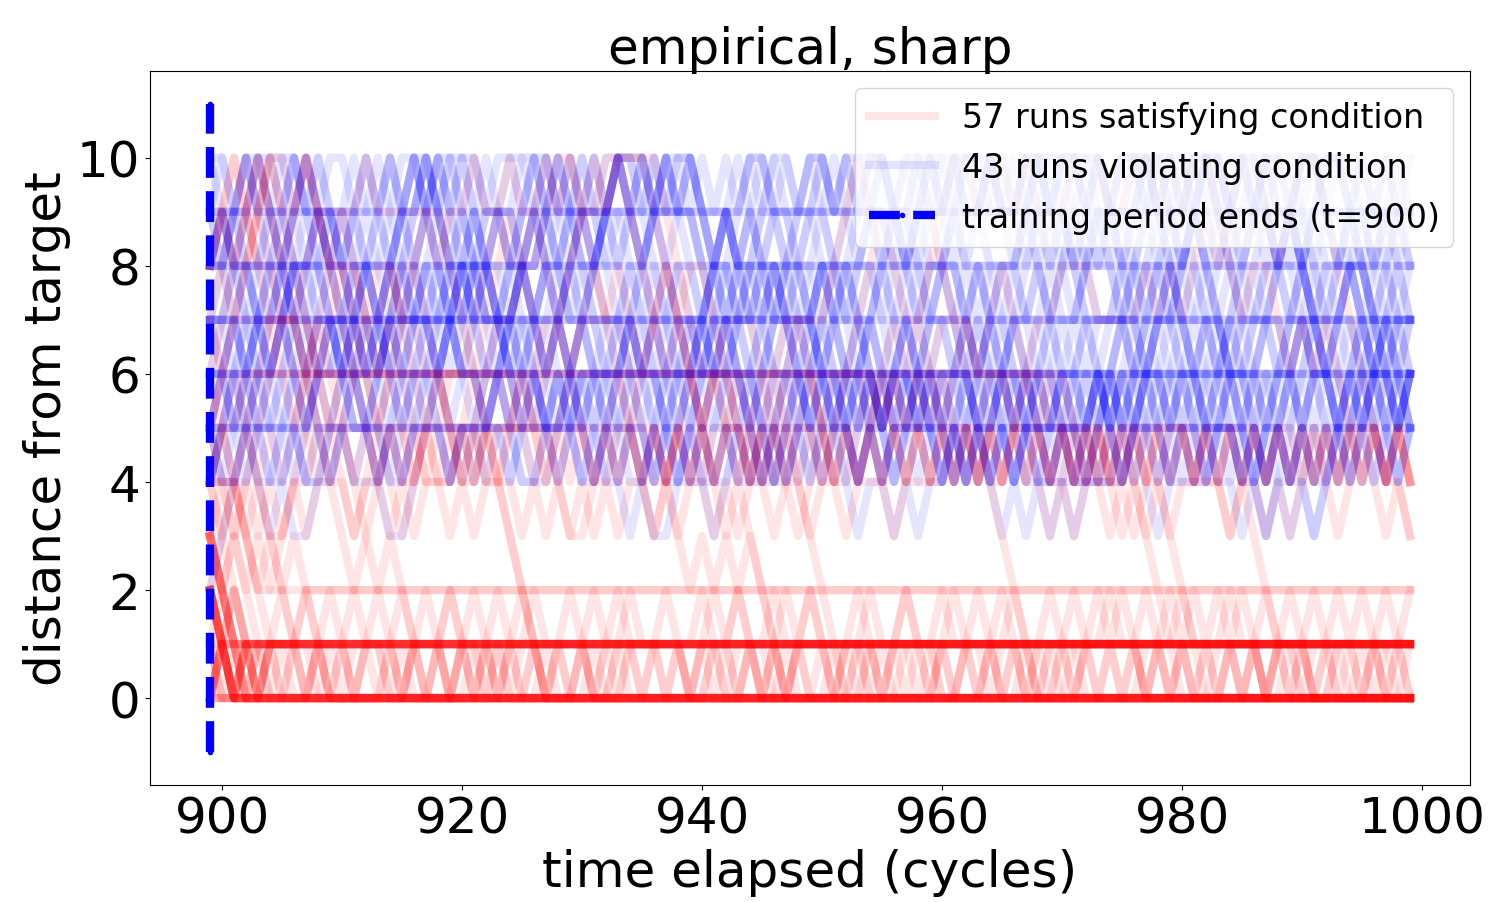 empirical, sharp
57 runs satisfying condition
43 runs violating condition
training period ends (t=900)
distance from target
10
8
6
4
2
0
900 920 940 960 980 1000
time elapsed (cycles)